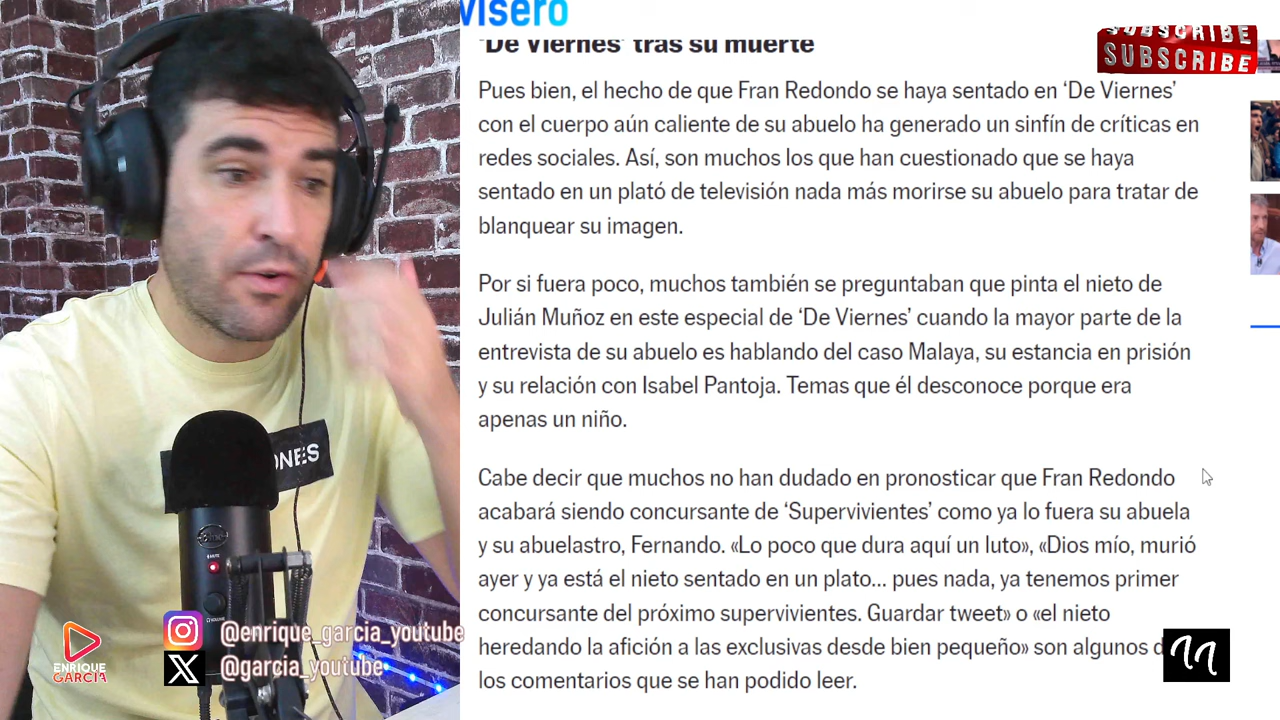 visero
'De Viernes' tras su muerte
SUBSCRIBE
SUBSCRIBE
Pues bien, el hecho de que Fran Redondo se haya sentado en ‘De Viernes’
con el cuerpo aún caliente de su abuelo ha generado un sinfín de críticas en
redes sociales. Así, son muchos los que han cuestionado que se haya
sentado en un plató de televisión nada más morirse su abuelo para tratar de
blanquear su imagen.
Por si fuera poco, muchos también se preguntaban que pinta el nieto de
Julián Muñoz en este especial de ‘De Viernes’ cuando la mayor parte de la
entrevista de su abuelo es hablando del caso Malaya, su estancia en prisión
y su relación con Isabel Pantoja. Temas que él desconoce porque era
apenas un niño.
Cabe decir que muchos no han dudado en pronosticar que Fran Redondo
acabará siendo concursante de ‘Supervivientes’ como ya lo fuera su abuela
y su abuelastro, Fernando. «Lo poco que dura aquí un luto», «Dios mío, murió
ayer y ya está el nieto sentado en un plato... pues nada, ya tenemos primer
concursante del próximo supervivientes. Guardar tweet» o «el nieto
heredando la afición a las exclusivas desde bien pequeño» son algunos d
los comentarios que se han podido leer.
ONES
Blue
@enrique_garcia_youtube
@garcia_youtube
ENRIQUE
GARCIA